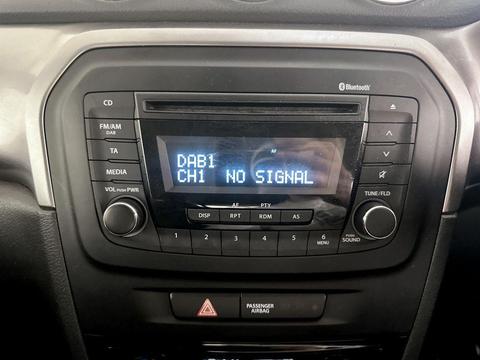 Bluetooth
CD
FM/AM
DAB
TA
MEDIA
VOL PUSH PWR
AF
DAB1
CH1 NO SIGNAL
AF PTY
DISP RPT RDM AS
1 2 3 4 5 6
MENU
TUNE/FLD
PUSH
SOUND
PASSENGER
AIRBAG